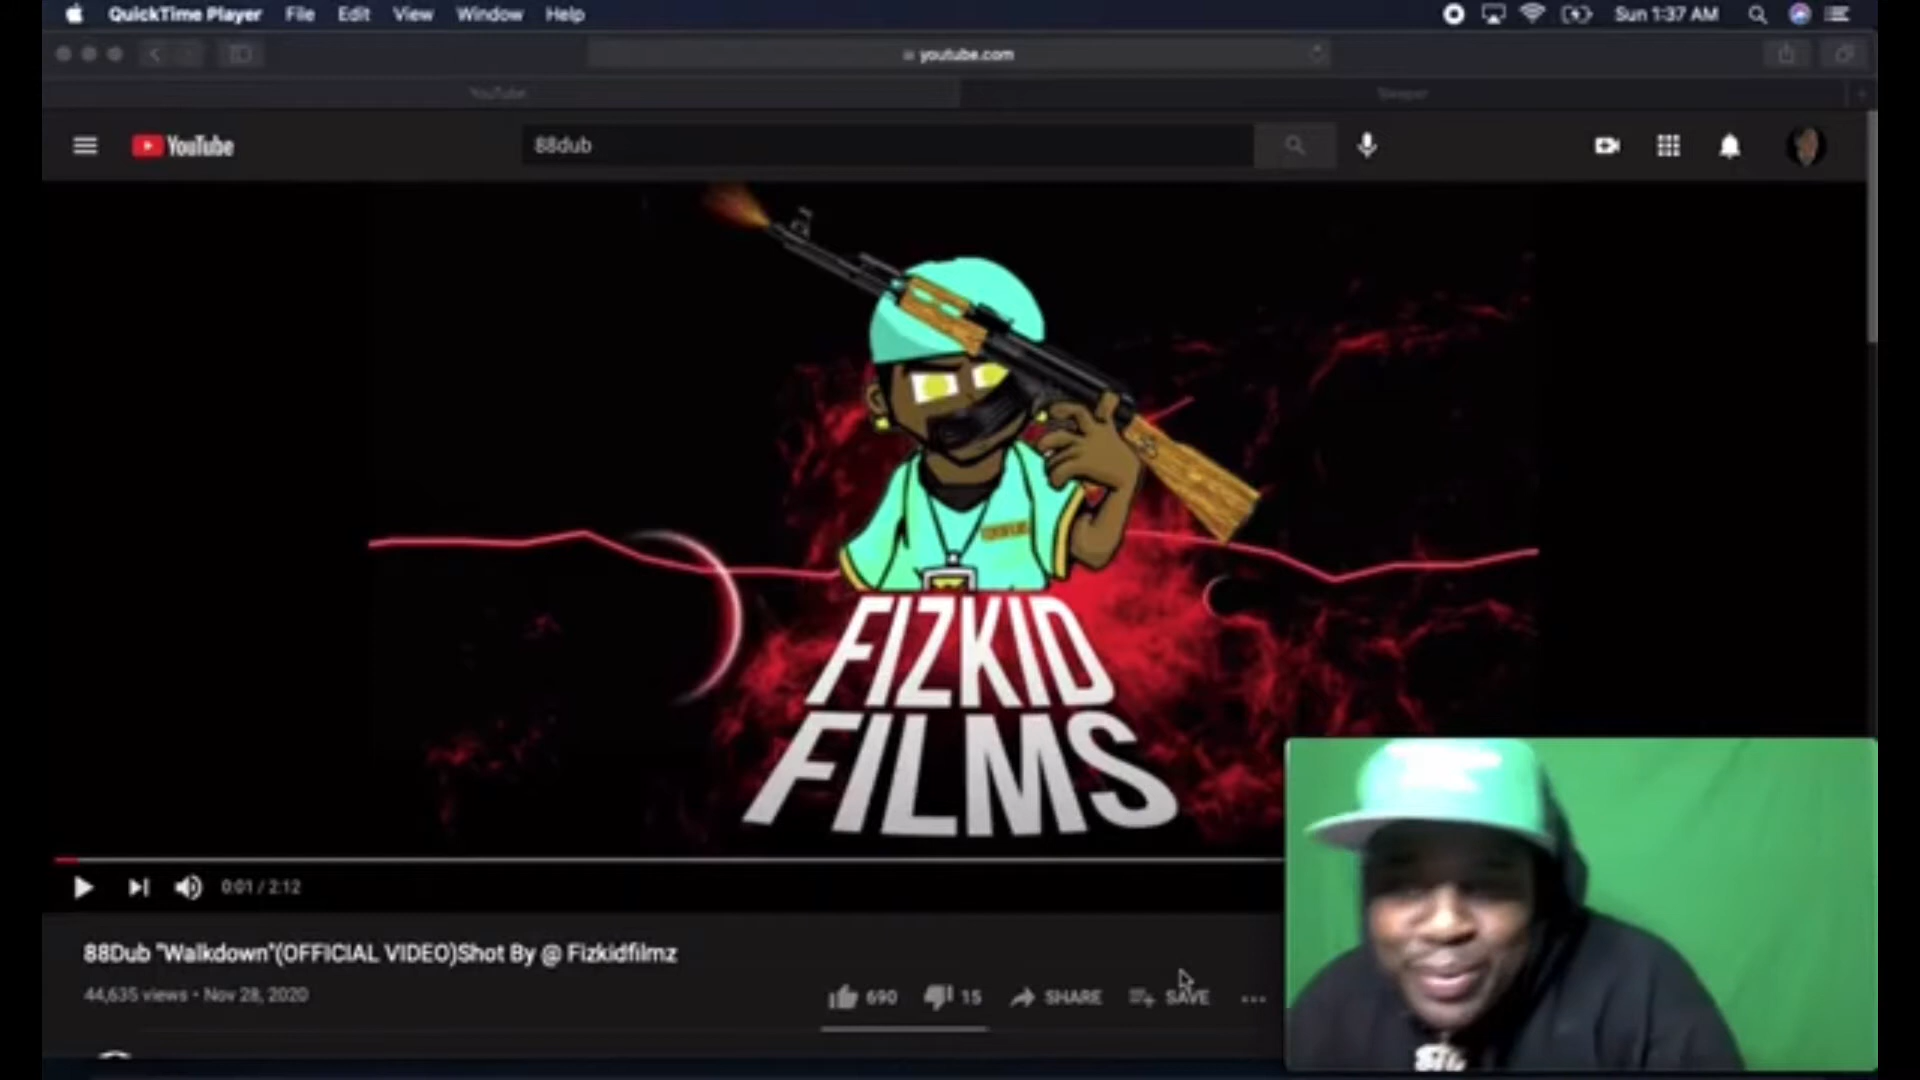 QuickTime Player File Edit View Window Help Sun 1:37 AM
youtube.com
YouTube
YouTube
88dub
FIZKID
FILMS
0:01 / 2:12
88Dub "Walkdown"(OFFICIAL VIDEO)Shot By @ Fizkidfilmz
44,635 views • Nov 28, 2020
690 15 SHARE SAVE